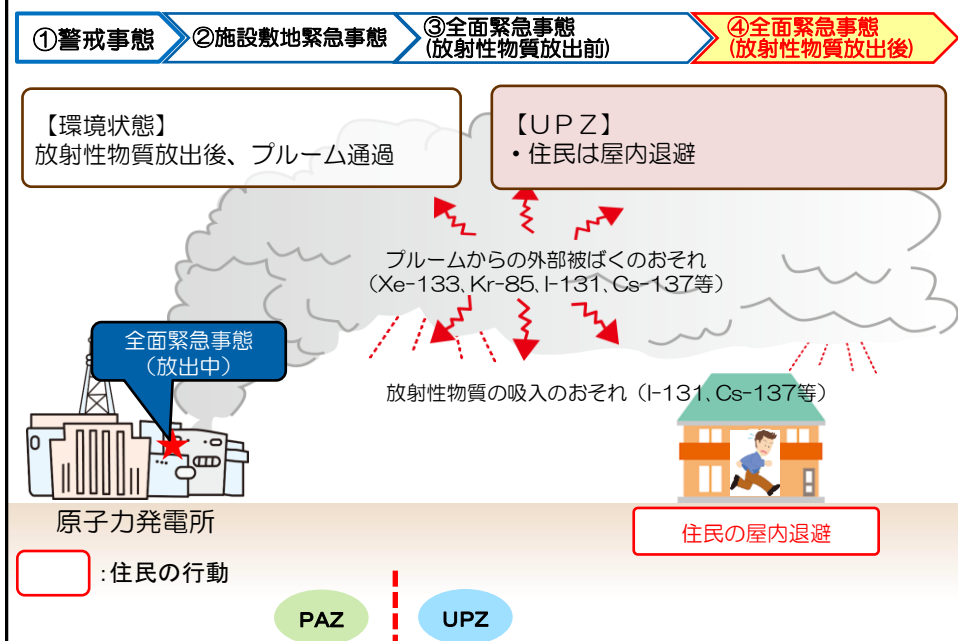 ①警戒事態
②施設敷地緊急事態
③全面緊急事態
(放射性物質放出前)
④全面緊急事態
(放射性物質放出後)
【環境状態】
放射性物質放出後、プルーム通過
【ＵＰＺ】
・住民は屋内退避
プルームからの外部被ばくのおそれ
（Xe-133、Kr-85、I-131、Cs-137等）
全面緊急事態
（放出中）
放射性物質の吸入のおそれ（I-131、Cs-137等）
原子力発電所
住民の屋内退避
：住民の行動
PAZ
UPZ